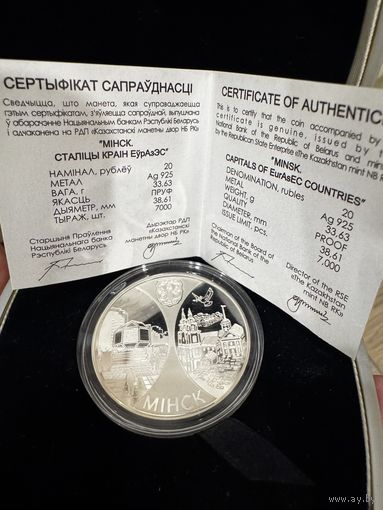 СЕРТЫФІКАТ САПРАЎДНАСЦІ
Сведчыцца, што манета, якая суправаджаецца
гэтым сертыфікатам, з'яўляецца сапраўднай, выпушчана
ў абарачэнне Нацыянальным банкам Рэспублікі Беларусь
і адчаканена на РДП «Казахстанскі манетны двор НБ РК»
"МІНСК.
СТАЛІЦЫ КРАІН ЕўрАзЭС"
НАМІНАЛ, рублёў 20
МЕТАЛ Ag 925
ВАГА, г 33,63
ЯКАСЦЬ ПРУФ
ДЫЯМЕТР, мм 38,61
ТЫРАЖ, шт. 7000
Старшыня Праўлення
Нацыянальнага банка
Рэспублікі Беларусь
Дырэктар РДП
«Казахстанскі
манетны двор НБ РК»
CERTIFICATE OF AUTHENTIC
This is to certify that the coin accompanied by
certificate is genuine, issued by the
National Bank of the Republic of Belarus and minted
by the Republican State Enterprise «The Kazakhstan mint NB RK»
"MINSK.
CAPITALS OF EurAsEC COUNTRIES"
DENOMINATION, rubles 20
METAL Ag 925
WEIGHT, g 33,63
QUALITY PROOF
DIAMETER, mm 38,61
ISSUE LIMIT, pcs. 7.000
Chairman of the Board of
the National Bank of the
Republic of Belarus
Director of the RSE
«The Kazakhstan
mint NB RK»
МІНСК
www.ay.by